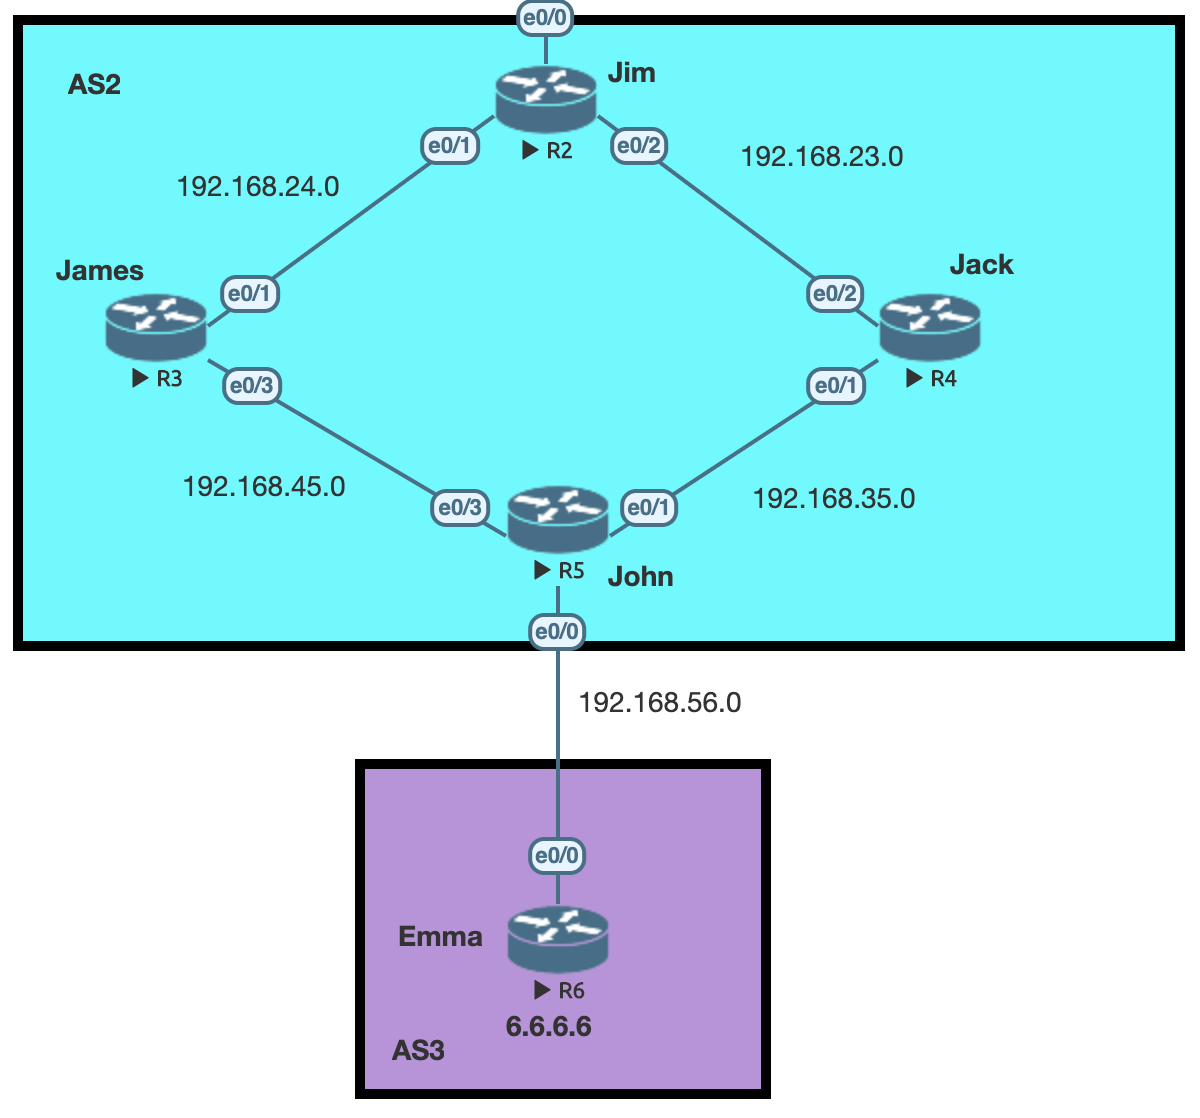 e0/0
Jim
AS2
R2
e0/1
e0/2
192.168.24.0
192.168.23.0
James
Jack
e0/1
e0/2
R3
R4
e0/3
e0/1
192.168.45.0
192.168.35.0
e0/3
e0/1
R5
John
e0/0
192.168.56.0
e0/0
Emma
R6
6.6.6.6
AS3